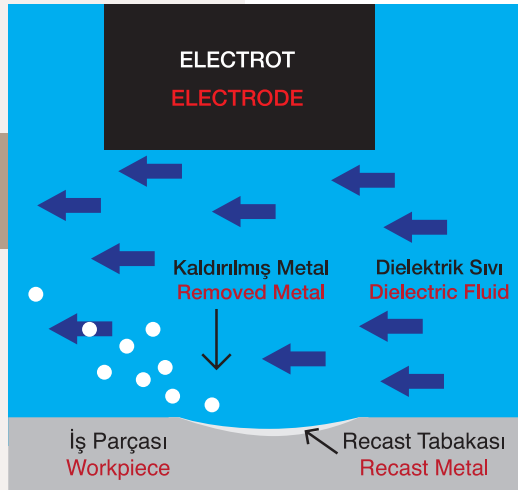 ELECTROT
ELECTRODE
Kaldırılmış Metal
Removed Metal
Dielektrik Sıvı
Dielectric Fluid
İş Parçası
Workpiece
Recast Tabakası
Recast Metal